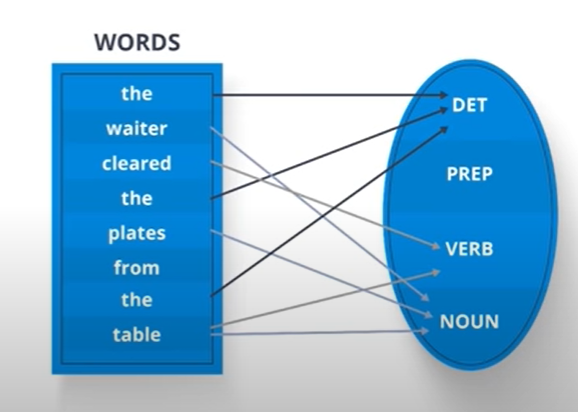 WORDS
the
waiter
cleared
the
plates
from
the
table
DET
PREP
VERB
NOUN